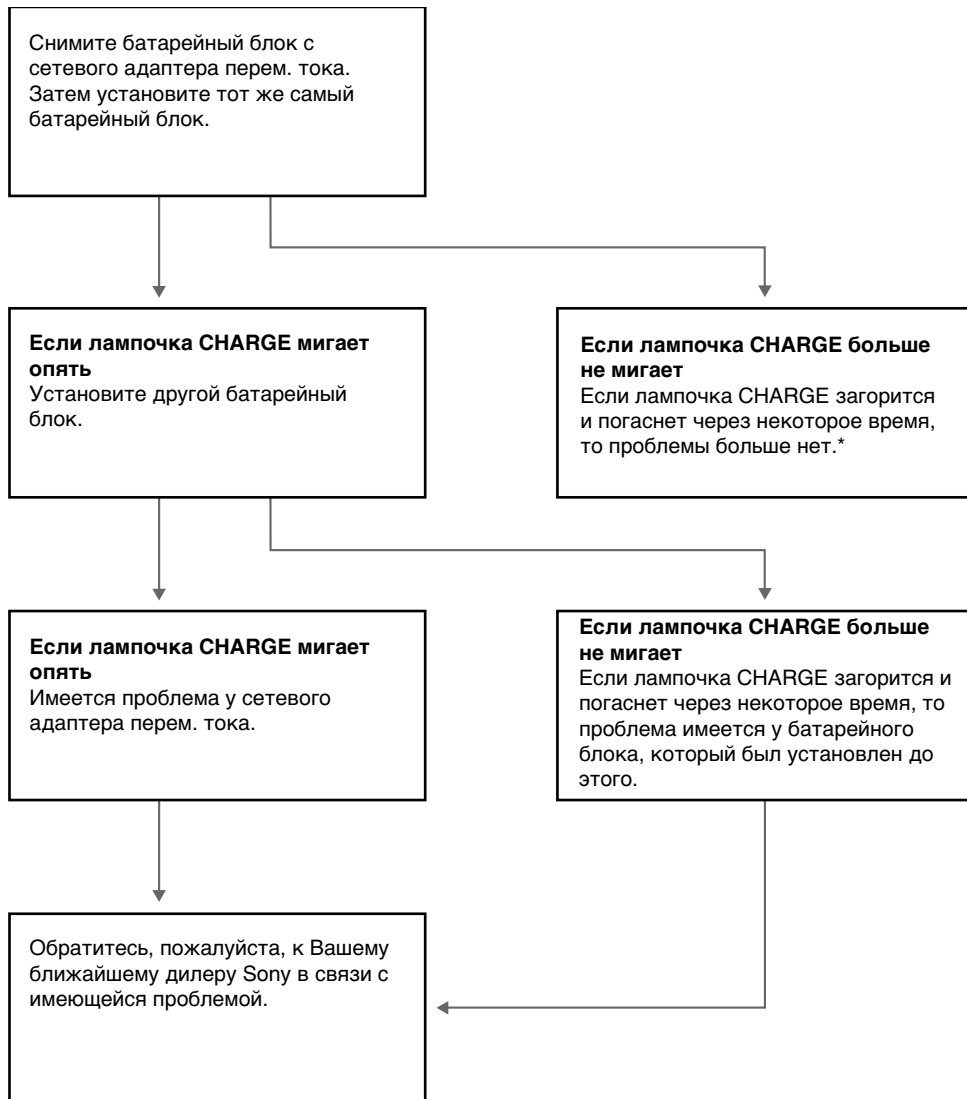 Снимите батарейный блок с
сетевого адаптера перем. тока.
Затем установите тот же самый
батарейный блок.
Если лампочка CHARGE мигает
опять
Установите другой батарейный
блок.
Если лампочка CHARGE больше
не мигает
Если лампочка CHARGE загорится
и погаснет через некоторое время,
то проблемы больше нет.*
Если лампочка CHARGE мигает
опять
Имеется проблема у сетевого
адаптера перем. тока.
Если лампочка CHARGE больше
не мигает
Если лампочка CHARGE загорится и
погаснет через некоторое время, то
проблема имеется у батарейного
блока, который был установлен до
этого.
Обратитесь, пожалуйста, к Вашему
ближайшему дилеру Sony в связи с
имеющейся проблемой.